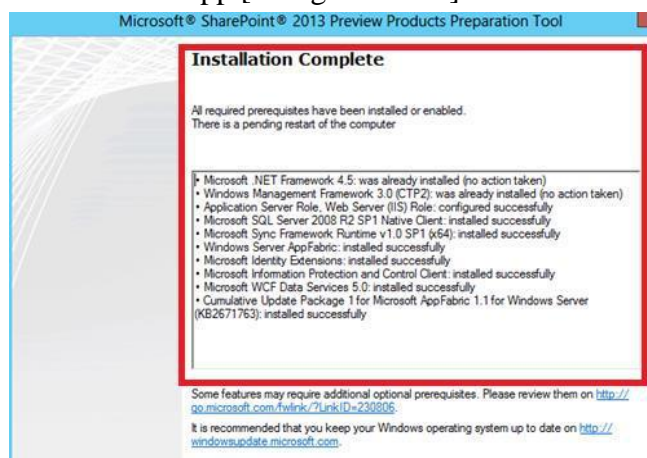 Microsoft® SharePoint® 2013 Preview Products Preparation Tool
Installation Complete
All required prerequisites have been installed or enabled.
There is a pending restart of the computer
• Microsoft .NET Framework 4.5: was already installed (no action taken)
• Windows Management Framework 3.0 (CTP2): was already installed (no action taken)
• Application Server Role, Web Server (IIS) Role: configured successfully
• Microsoft SQL Server 2008 R2 SP1 Native Client: installed successfully
• Microsoft Sync Framework Runtime v1.0 SP1 (x64): installed successfully
• Windows Server AppFabric: installed successfully
• Microsoft Identity Extensions: installed successfully
• Microsoft Information Protection and Control Client: installed successfully
• Microsoft WCF Data Services 5.0: installed successfully
• Cumulative Update Package 1 for Microsoft AppFabric 1.1 for Windows Server
(KB2671763): installed successfully
Some features may require additional optional prerequisites. Please review them on http://
go.microsoft.com/fwlink/?LinkID=230806.
It is recommended that you keep your Windows operating system up to date on http://
windowsupdate.microsoft.com.